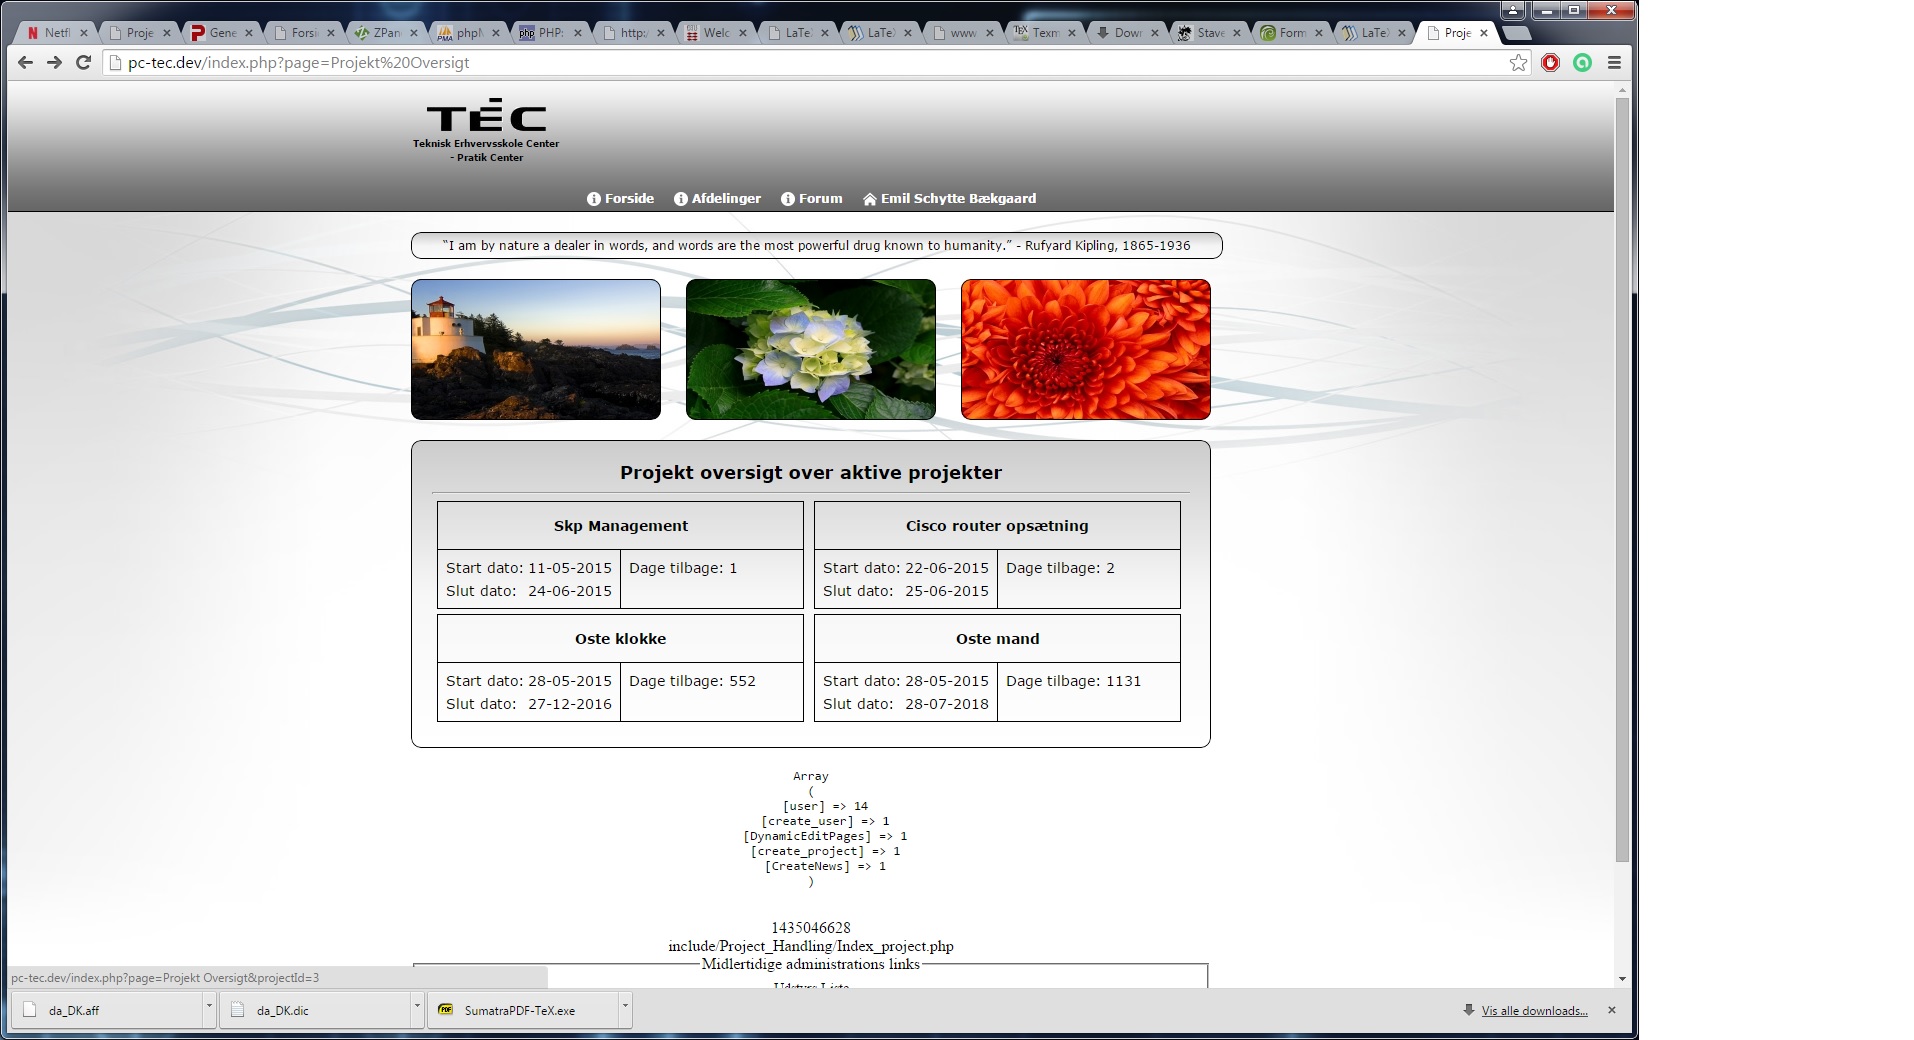 Netfl
Proje
Gene
Forsi
ZPan
phpM
PHP:
http:/
Welc
LaTe
LaTe
www
Texm
Dowr
Stave
Form
LaTe
Proje
pc-tec.dev/index.php?page=Projekt%20Oversigt
TEC
Teknisk Erhvervsskole Center
- Pratik Center
Forside Afdelinger Forum Emil Schytte Bækgaard
“I am by nature a dealer in words, and words are the most powerful drug known to humanity.” - Rufyard Kipling, 1865-1936
Projekt oversigt over aktive projekter
Skp Management
Start dato: 11-05-2015
Slut dato: 24-06-2015
Dage tilbage: 1
Cisco router opsætning
Start dato: 22-06-2015
Slut dato: 25-06-2015
Dage tilbage: 2
Oste klokke
Start dato: 28-05-2015
Slut dato: 27-12-2016
Dage tilbage: 552
Oste mand
Start dato: 28-05-2015
Slut dato: 28-07-2018
Dage tilbage: 1131
Array
(
[user] => 14
[create_user] => 1
[DynamicEditPages] => 1
[create_project] => 1
[CreateNews] => 1
)
1435046628
include/Project_Handling/Index_project.php
Midlertidige administrations links
Udstyrs Liste
pc-tec.dev/index.php?page=Projekt Oversigt&projectId=3
da_DK.aff
da_DK.dic
SumatraPDF-TeX.exe
Vis alle downloads...